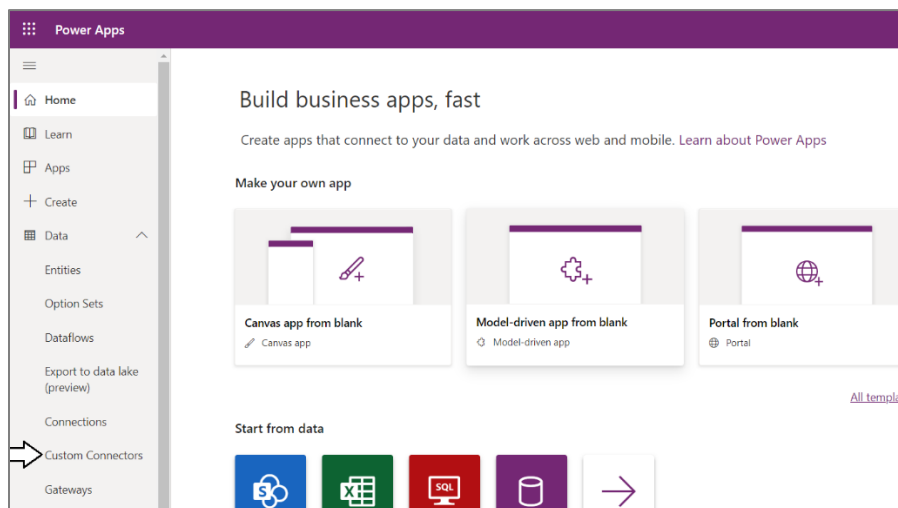 Power Apps
Home
Learn
Apps
Create
Data
Entities
Option Sets
Dataflows
Export to data lake
(preview)
Connections
Custom Connectors
Gateways
Build business apps, fast
Create apps that connect to your data and work across web and mobile. Learn about Power Apps
Make your own app
Canvas app from blank
Canvas app
Model-driven app from blank
Model-driven app
Portal from blank
Portal
All templa
Start from data
S
X
SQL